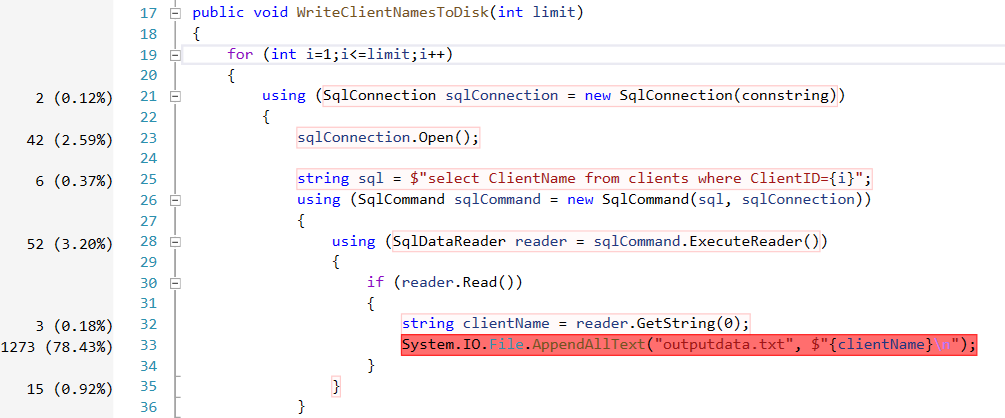 17 public void WriteClientNamesToDisk(int limit)
18 {
19 for (int i=1;i<=limit;i++)
20 {
2 (0.12%) 21 using (SqlConnection sqlConnection = new SqlConnection(connstring))
22 {
42 (2.59%) 23 sqlConnection.Open();
24
6 (0.37%) 25 string sql = $"select ClientName from clients where ClientID={i}";
26 using (SqlCommand sqlCommand = new SqlCommand(sql, sqlConnection))
27 {
52 (3.20%) 28 using (SqlDataReader reader = sqlCommand.ExecuteReader())
29 {
30 if (reader.Read())
31 {
3 (0.18%) 32 string clientName = reader.GetString(0);
1273 (78.43%) 33 System.IO.File.AppendAllText("outputdata.txt", $"{clientName}\n");
34 }
15 (0.92%) 35 }
36 }